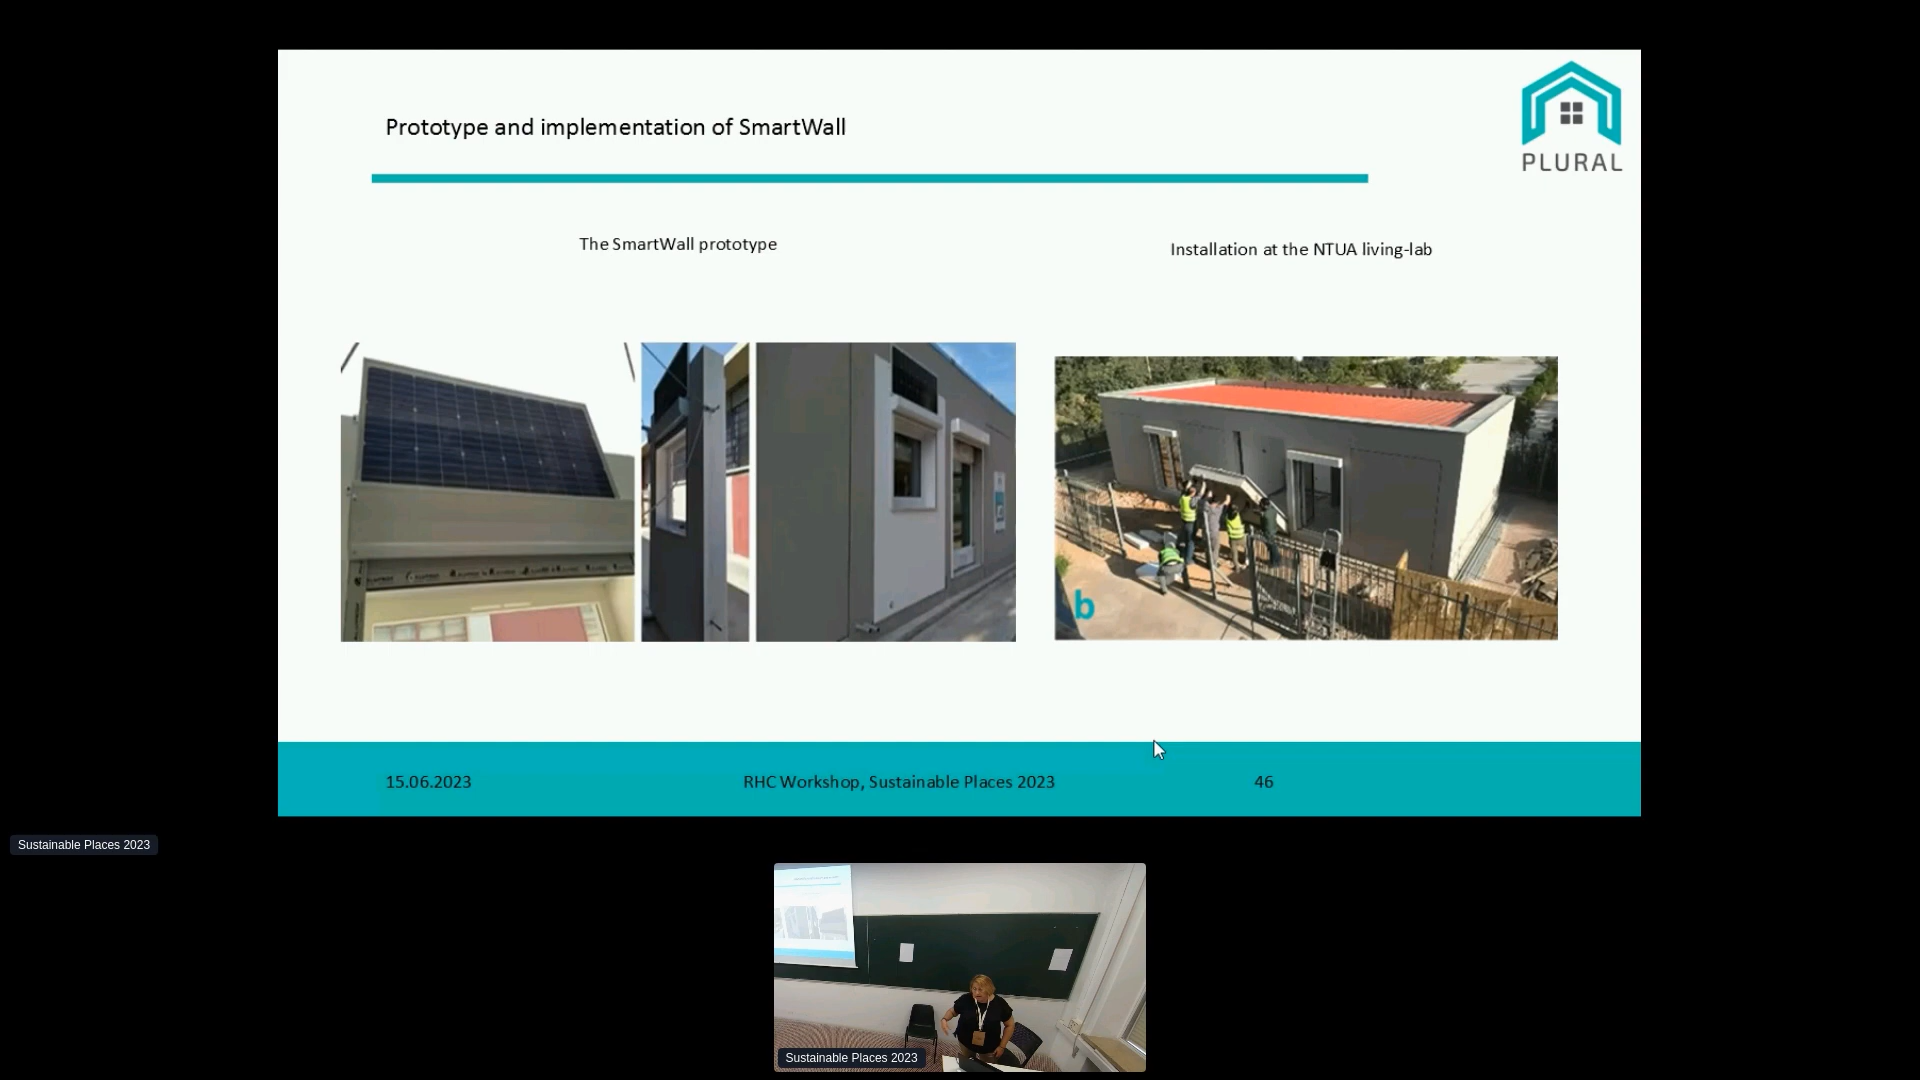 Prototype and implementation of SmartWall
PLURAL
The SmartWall prototype
Installation at the NTUA living-lab
b
15.06.2023
RHC Workshop, Sustainable Places 2023
46
Sustainable Places 2023
Sustainable Places 2023